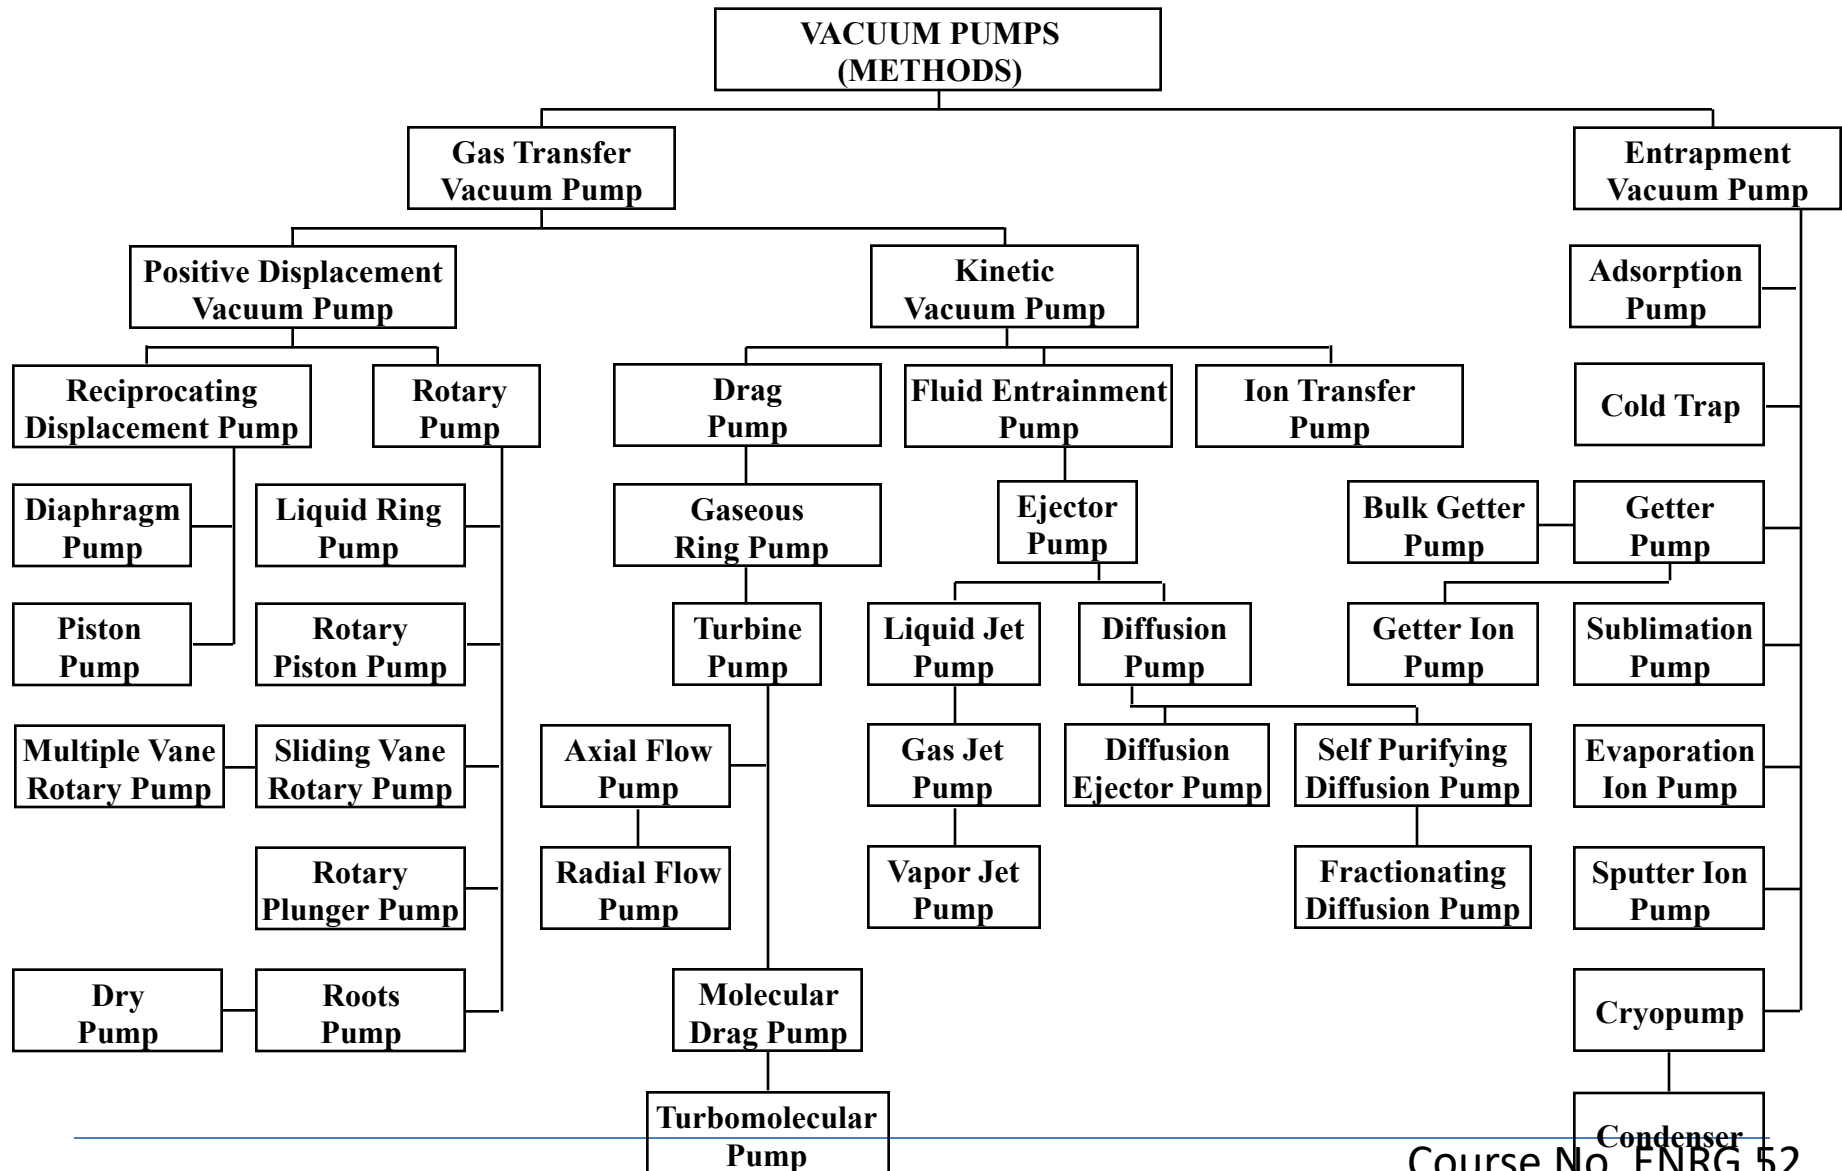 VACUUM PUMPS
(METHODS)
Gas Transfer
Vacuum Pump
Entrapment
Vacuum Pump
Positive Displacement
Vacuum Pump
Kinetic
Vacuum Pump
Adsorption
Pump
Reciprocating
Displacement Pump
Rotary
Pump
Drag
Pump
Fluid Entrainment
Pump
Ion Transfer
Pump
Cold Trap
Diaphragm
Pump
Liquid Ring
Pump
Gaseous
Ring Pump
Ejector
Pump
Bulk Getter
Pump
Getter
Pump
Piston
Pump
Rotary
Piston Pump
Turbine
Pump
Liquid Jet
Pump
Diffusion
Pump
Getter Ion
Pump
Sublimation
Pump
Multiple Vane
Rotary Pump
Sliding Vane
Rotary Pump
Axial Flow
Pump
Gas Jet
Pump
Diffusion
Ejector Pump
Self Purifying
Diffusion Pump
Evaporation
Ion Pump
Rotary
Plunger Pump
Radial Flow
Pump
Vapor Jet
Pump
Fractionating
Diffusion Pump
Sputter Ion
Pump
Dry
Pump
Roots
Pump
Molecular
Drag Pump
Cryopump
Turbomolecular
Pump
Condenser
Course No. ENRG 52